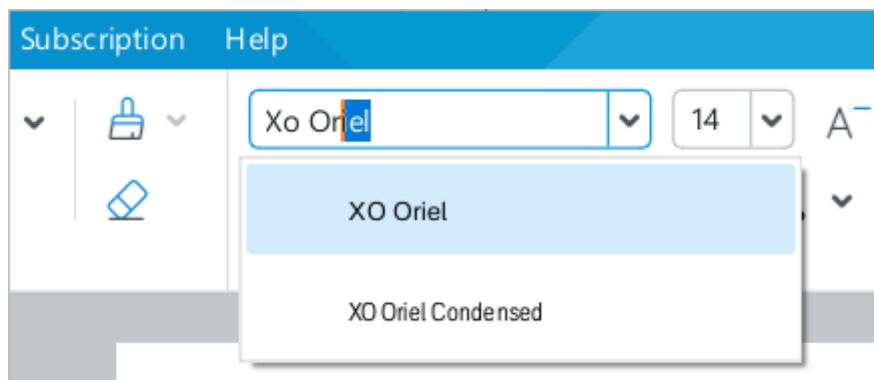 Subscription Help
Xo Oriel 14 A
XO Oriel
XO Oriel Condensed